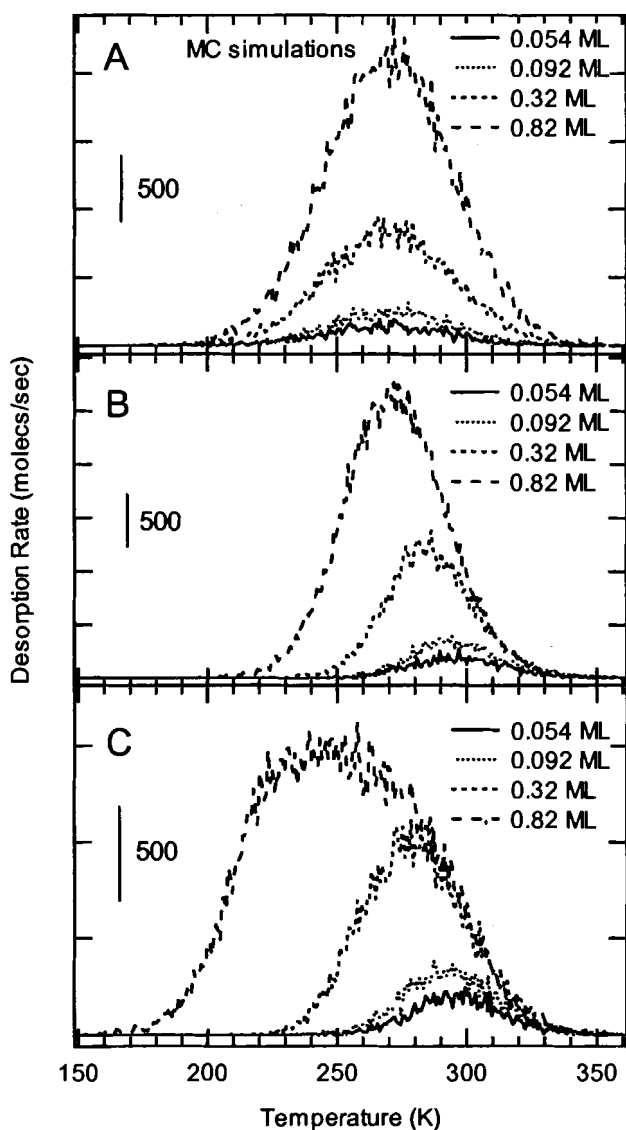 A
MC simulations
0.054 ML
0.092 ML
0.32 ML
0.82 ML
500
B
0.054 ML
0.092 ML
0.32 ML
0.82 ML
500
C
0.054 ML
0.092 ML
0.32 ML
0.82 ML
500
Desorption Rate (molecs/sec)
150 200 250 300 350
Temperature (K)